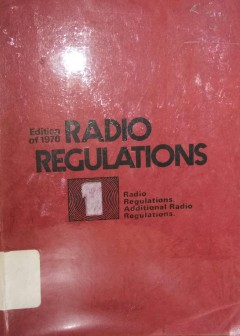 Edition
of 1976 RADIO
REGULATIONS
1
Radio
Regulations.
Additional Radio
Regulations.